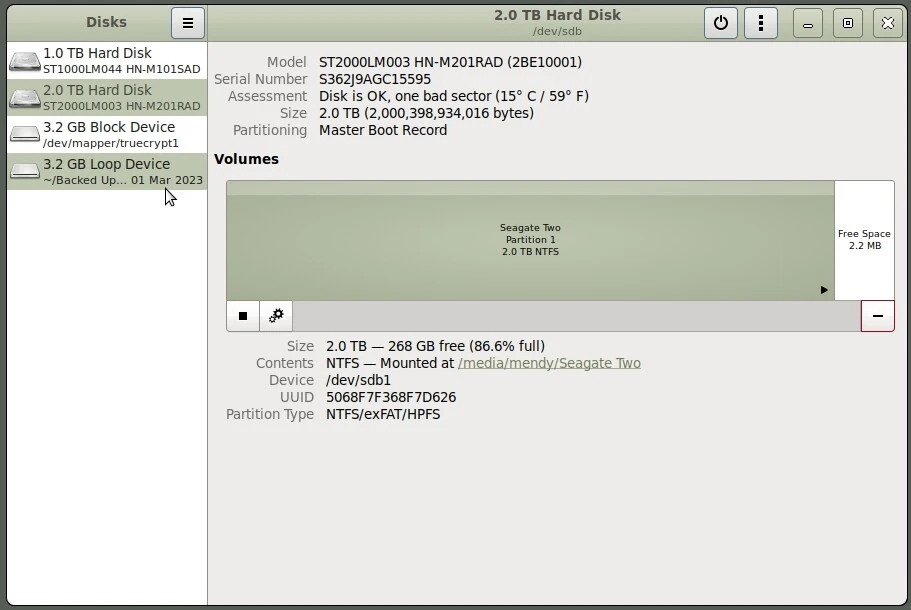 Disks
2.0 TB Hard Disk
/dev/sdb
1.0 TB Hard Disk
ST1000LM044 HN-M101SAD
2.0 TB Hard Disk
ST2000LM003 HN-M201RAD
3.2 GB Block Device
/dev/mapper/truecrypt1
3.2 GB Loop Device
~/Backed Up... 01 Mar 2023
Model ST2000LM003 HN-M201RAD (2BE10001)
Serial Number S362J9AGC15595
Assessment Disk is OK, one bad sector (15° C / 59° F)
Size 2.0 TB (2,000,398,934,016 bytes)
Partitioning Master Boot Record
Volumes
Seagate Two
Partition 1
2.0 TB NTFS
Free Space
2.2 MB
Size 2.0 TB — 268 GB free (86.6% full)
Contents NTFS — Mounted at /media/mendy/Seagate Two
Device /dev/sdb1
UUID 5068F7F368F7D626
Partition Type NTFS/exFAT/HPFS